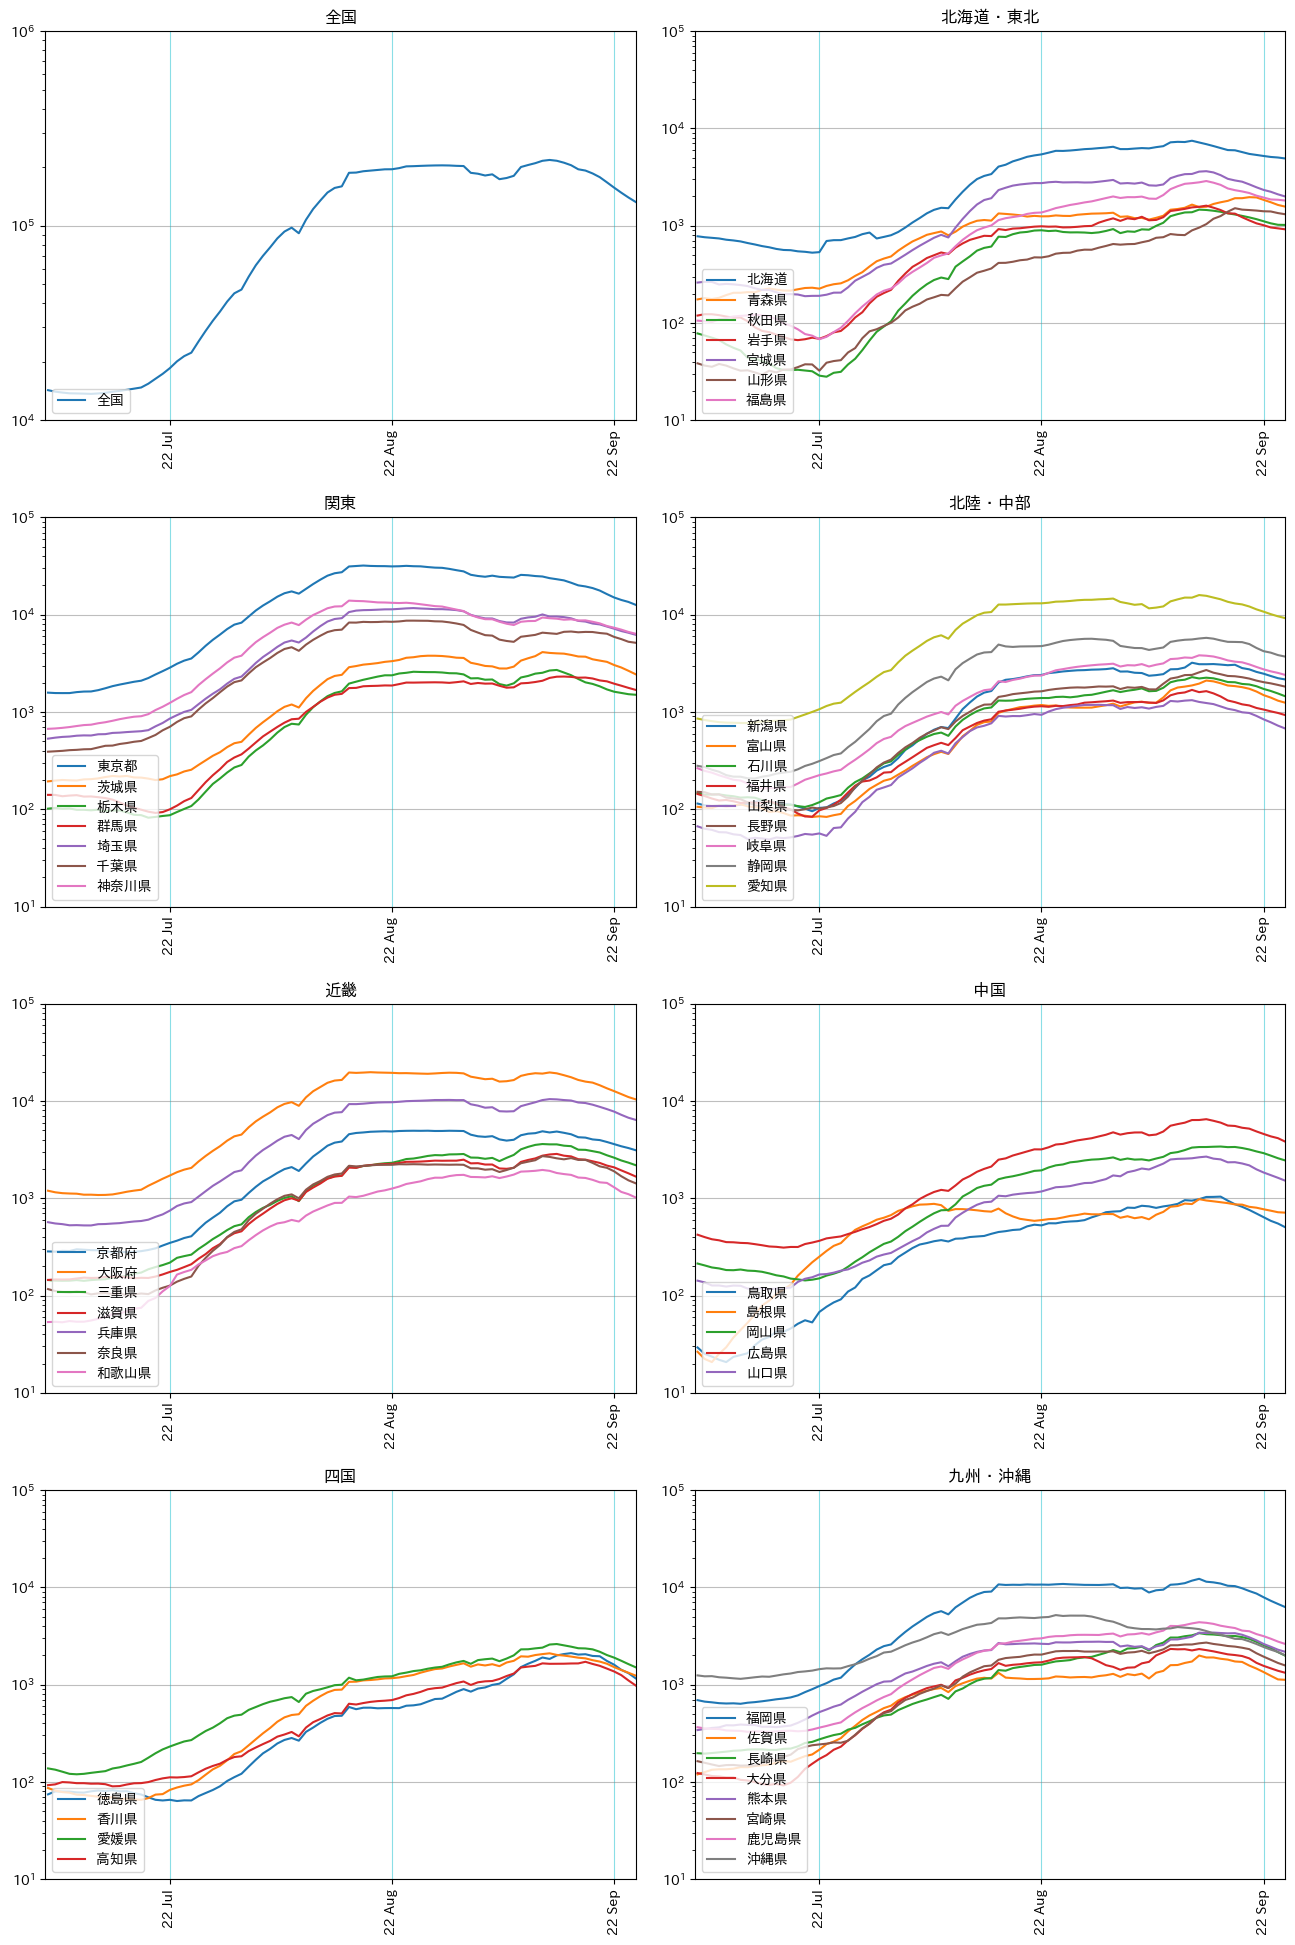 全国
10^6
10^5
10^4
全国
22 Jul
22 Aug
22 Sep
北海道・東北
10^5
10^4
10^3
10^2
10^1
北海道
青森県
秋田県
岩手県
宮城県
山形県
福島県
22 Jul
22 Aug
22 Sep
関東
10^5
10^4
10^3
10^2
10^1
東京都
茨城県
栃木県
群馬県
埼玉県
千葉県
神奈川県
22 Jul
22 Aug
22 Sep
北陸・中部
10^5
10^4
10^3
10^2
10^1
新潟県
富山県
石川県
福井県
山梨県
長野県
岐阜県
静岡県
愛知県
22 Jul
22 Aug
22 Sep
近畿
10^5
10^4
10^3
10^2
10^1
京都府
大阪府
三重県
滋賀県
兵庫県
奈良県
和歌山県
22 Jul
22 Aug
22 Sep
中国
10^5
10^4
10^3
10^2
10^1
鳥取県
島根県
岡山県
広島県
山口県
22 Jul
22 Aug
22 Sep
四国
10^5
10^4
10^3
10^2
10^1
徳島県
香川県
愛媛県
高知県
22 Jul
22 Aug
22 Sep
九州・沖縄
10^5
10^4
10^3
10^2
10^1
福岡県
佐賀県
長崎県
大分県
熊本県
宮崎県
鹿児島県
沖縄県
22 Jul
22 Aug
22 Sep